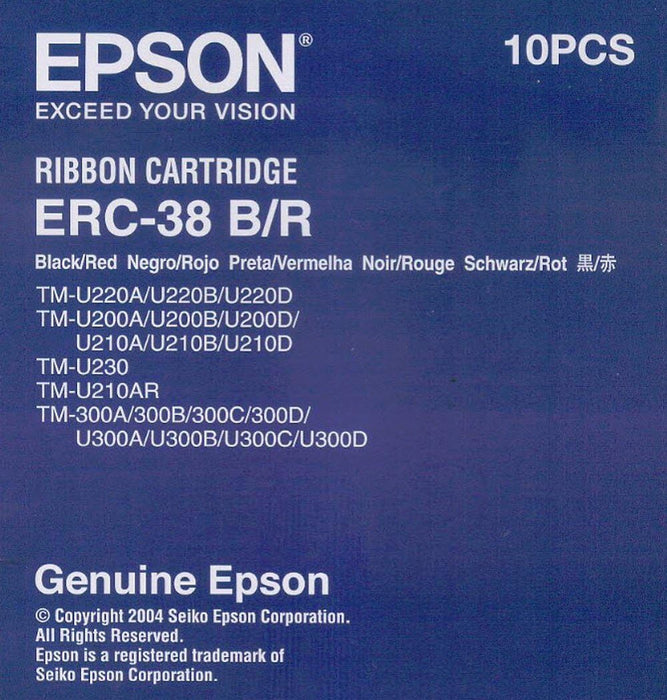 EPSON®
10PCS
EXCEED YOUR VISION
RIBBON CARTRIDGE
ERC-38 B/R
Black/Red Negro/Rojo Preta/Vermelha Noir/Rouge Schwarz/Rot 黒/赤
TM-U220A/U220B/U220D
TM-U200A/U200B/U200D/
U210A/U210B/U210D
TM-U230
TM-U210AR
TM-300A/300B/300C/300D/
U300A/U300B/U300C/U300D
Genuine Epson
© Copyright 2004 Seiko Epson Corporation.
All Rights Reserved.
Epson is a registered trademark of
Seiko Epson Corporation.